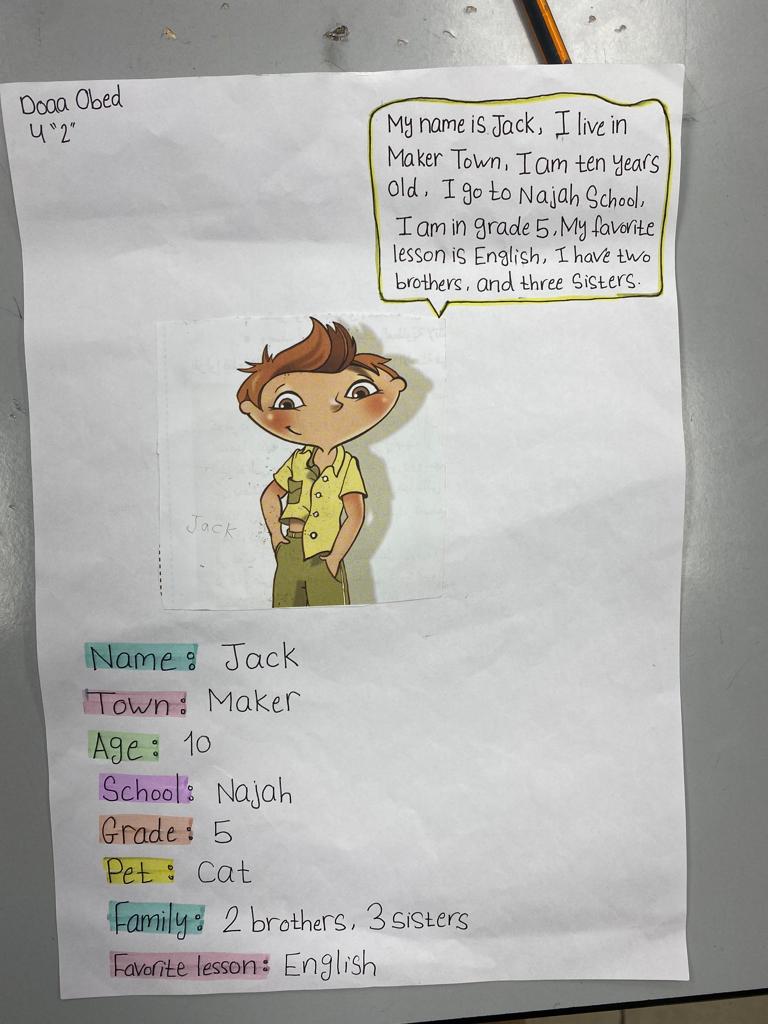 Doaa Obed
4 "2"
My name is Jack, I live in
Maker Town, I am ten years
old, I go to Najah School,
I am in grade 5, My favorite
lesson is English, I have two
brothers, and three sisters.
Jack
Name: Jack
Town: Maker
Age: 10
School: Najah
Grade: 5
Pet: Cat
Family: 2 brothers, 3 sisters
Favorite lesson: English